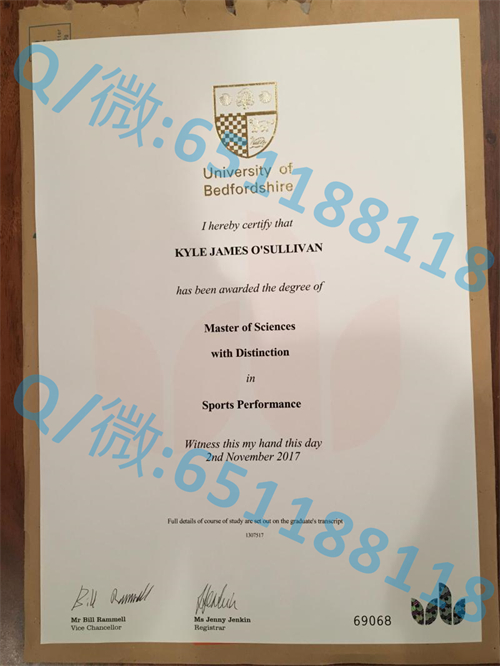 Q/微:651188118
University of
Bedfordshire
I hereby certify that
KYLE JAMES O'SULLIVAN
has been awarded the degree of
Master of Sciences
with Distinction
in
Sports Performance
Witness this my hand this day
2nd November 2017
Q/微:651188118
Full details of course of study are set out on the graduate's transcript
1307517
Bill Rammell
Mr Bill Rammell
Vice Chancellor
Ms Jenny Jenkin
Registrar
69068